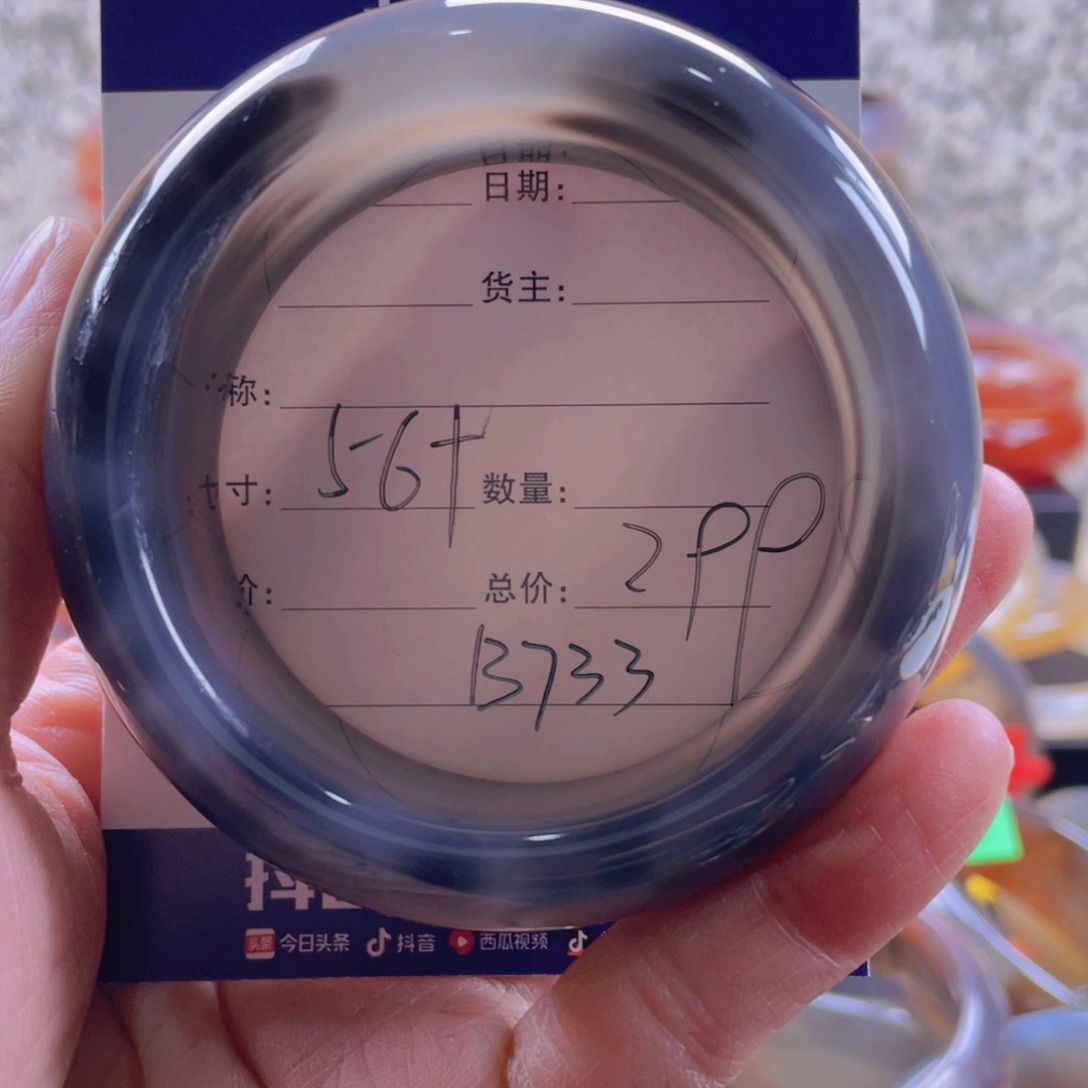 日期:
货主:
称:
寸: 56+ 数量:
价: 总价: 2PP
13733
抖
头条 今日头条 抖音 西瓜视频